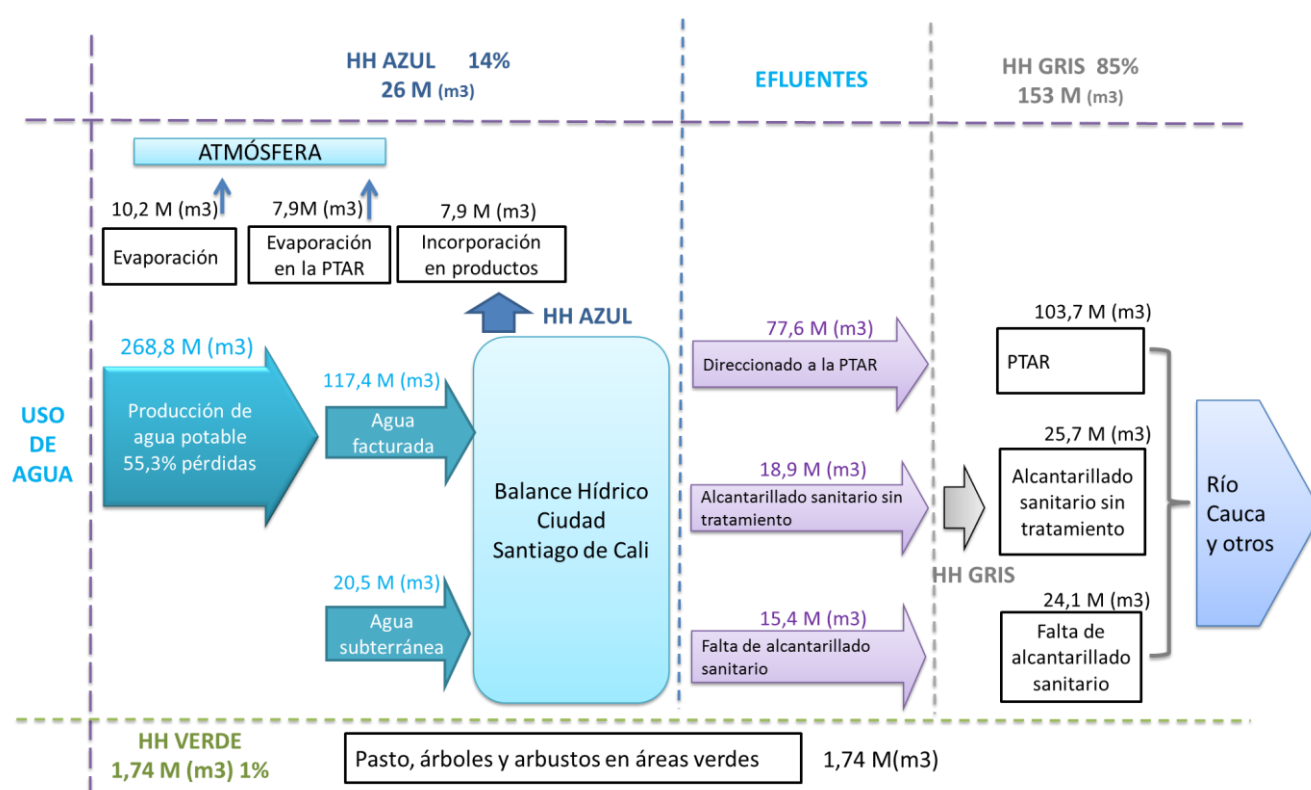 HH AZUL 14%
26 M (m3)
EFLUENTES
HH GRIS 85%
153 M (m3)
ATMÓSFERA
10,2 M (m3)
7,9M (m3)
7,9 M (m3)
Evaporación
Evaporación
en la PTAR
Incorporación
en productos
HH AZUL
USO
DE
AGUA
268,8 M (m3)
Producción de
agua potable
55,3% pérdidas
117,4 M (m3)
Agua
facturada
20,5 M (m3)
Agua
subterránea
Balance Hídrico
Ciudad
Santiago de Cali
77,6 M (m3)
Direccionado a la PTAR
18,9 M (m3)
Alcantarillado sanitario sin
tratamiento
15,4 M (m3)
Falta de alcantarillado
sanitario
HH GRIS
103,7 M (m3)
PTAR
25,7 M (m3)
Alcantarillado
sanitario sin
tratamiento
24,1 M (m3)
Falta de
alcantarillado
sanitario
Río
Cauca
y otros
HH VERDE
1,74 M (m3) 1%
Pasto, árboles y arbustos en áreas verdes
1,74 M(m3)